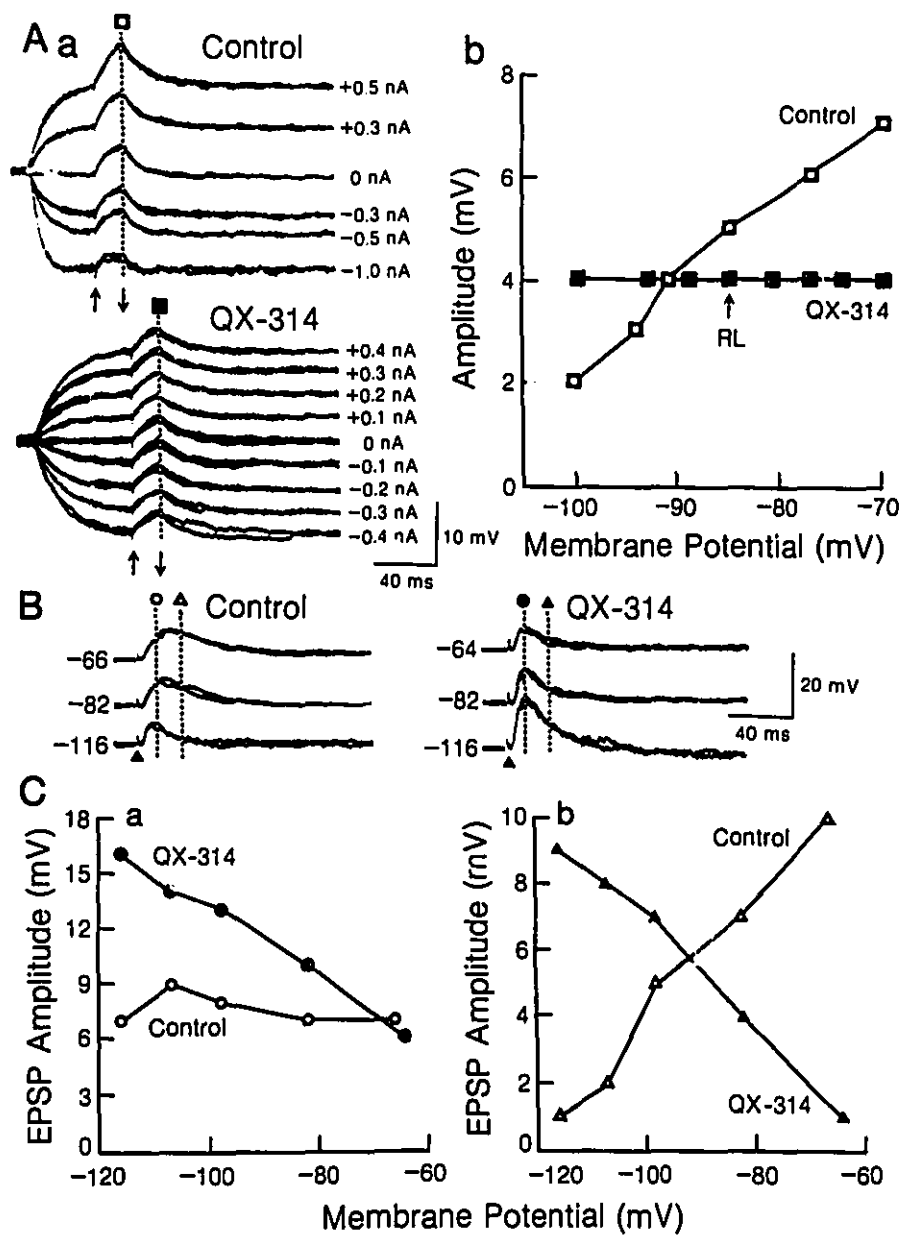 A a Control
+0.5 nA
+0.3 nA
0 nA
−0.3 nA
−0.5 nA
−1.0 nA
QX-314
+0.4 nA
+0.3 nA
+0.2 nA
+0.1 nA
0 nA
−0.1 nA
−0.2 nA
−0.3 nA
−0.4 nA
10 mV
40 ms
b
Amplitude (mV)
8
6
4
2
0
Control
QX-314
RL
−100 −90 −80 −70
Membrane Potential (mV)
B Control
−66
−82
−116
QX-314
−64
−82
−116
20 mV
40 ms
C a
EPSP Amplitude (mV)
18
15
12
9
6
3
0
QX-314
Control
−120 −100 −80 −60
b
EPSP Amplitude (mV)
10
8
6
4
2
0
Control
QX-314
−120 −100 −80 −60
Membrane Potential (mV)